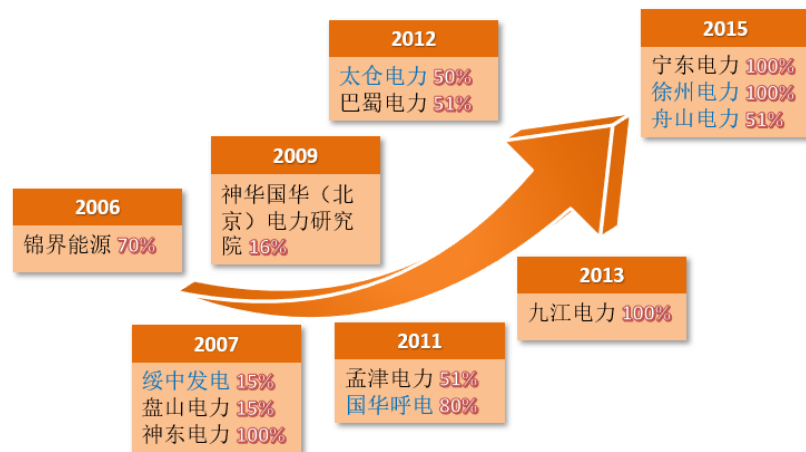 2006
锦界能源 70%
2007
绥中发电 15%
盘山电力 15%
神东电力 100%
2009
神华国华（北
京）电力研究
院 16%
2011
孟津电力 51%
国华呼电 80%
2012
太仓电力 50%
巴蜀电力 51%
2013
九江电力 100%
2015
宁东电力 100%
徐州电力 100%
舟山电力 51%